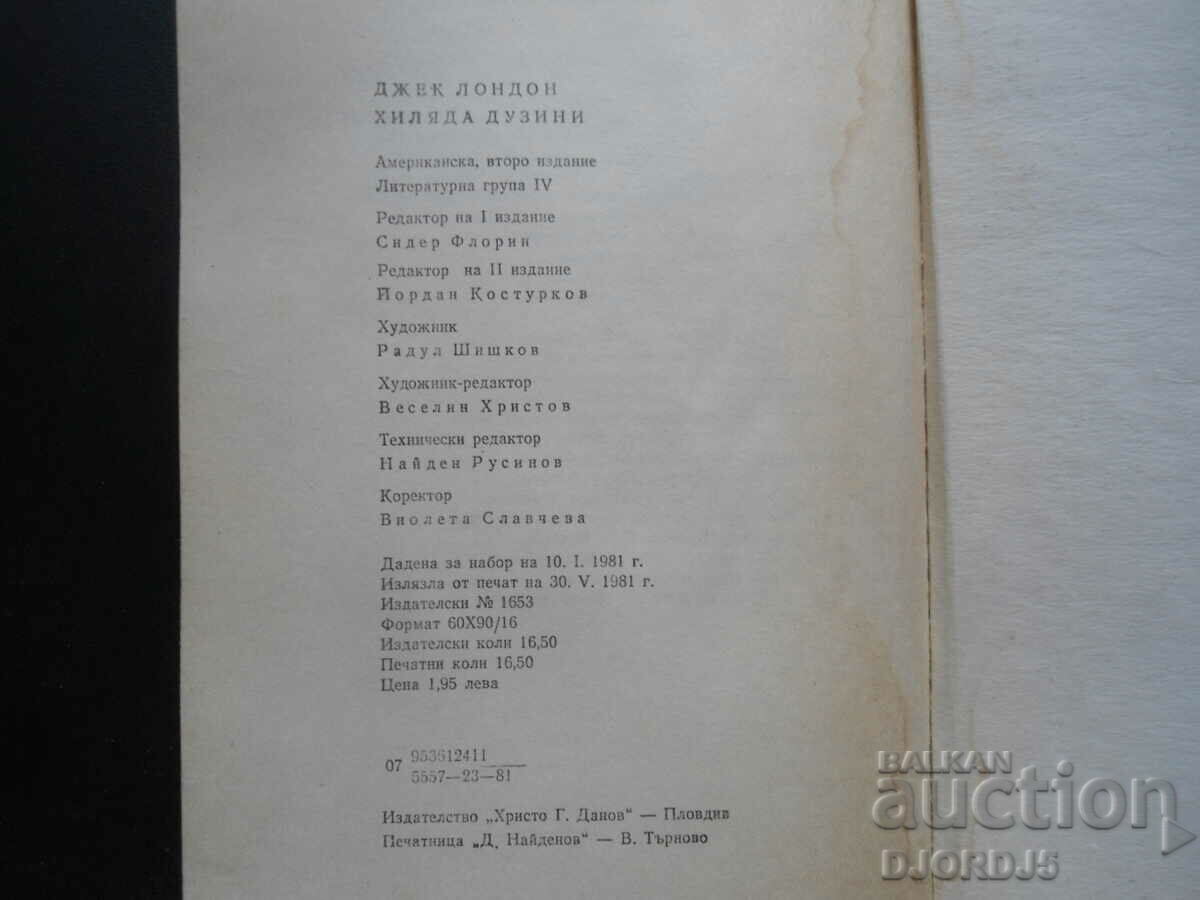 ДЖЕК ЛОНДОН
ХИЛЯДА ДУЗИНИ
Американска, второ издание
Литературна група IV
Редактор на I издание
Сидер Флорин
Редактор на II издание
Йордан Костурков
Художник
Радул Шишков
Художник-редактор
Веселин Христов
Технически редактор
Найден Русинов
Коректор
Виолета Славчева
Дадена за набор на 10. I. 1981 г.
Излязла от печат на 30. V. 1981 г.
Издателски № 1653
Формат 60X90/16
Издателски коли 16,50
Печатни коли 16,50
Цена 1,95 лева
07 953612411
5557—23—81
Издателство „Христо Г. Данов“ — Пловдив
Печатница „Д. Найденов“ — В. Търново
BALKAN
auction
DJORDJ5